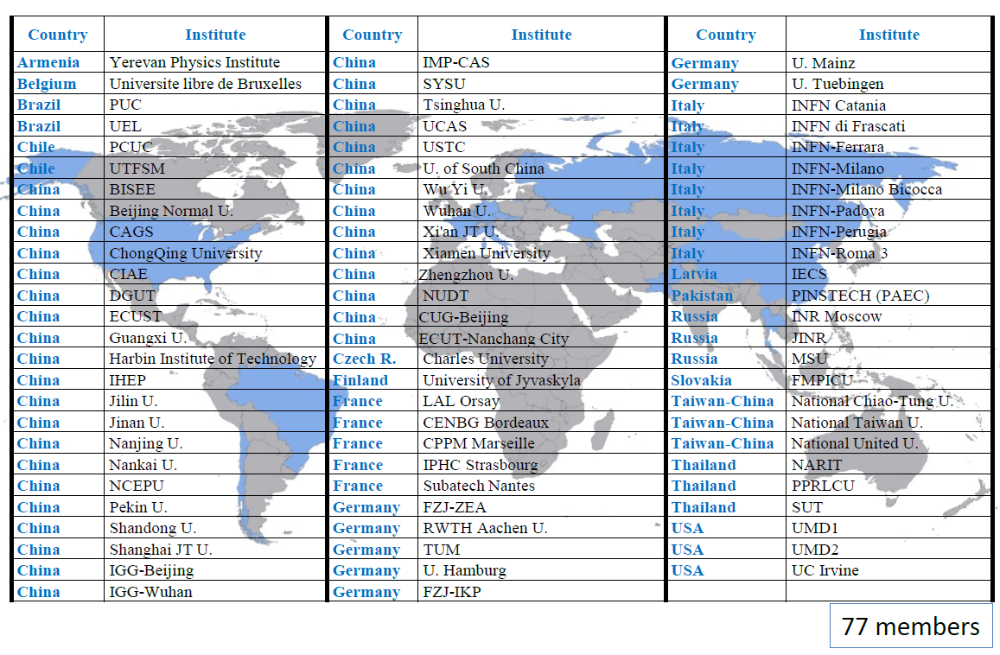 Country Institute Country Institute Country Institute
Armenia Yerevan Physics Institute China IMP-CAS Germany U. Mainz
Belgium Universite libre de Bruxelles China SYSU Germany U. Tuebingen
Brazil PUC China Tsinghua U. Italy INFN Catania
Brazil UEL China UCAS Italy INFN di Frascati
Chile PCUC China USTC Italy INFN-Ferrara
Chile UTFSM China U. of South China Italy INFN-Milano
China BISEE China Wu Yi U. Italy INFN-Milano Bicocca
China Beijing Normal U. China Wuhan U. Italy INFN-Padova
China CAGS China Xi'an JT U. Italy INFN-Perugia
China ChongQing University China Xiamen University Italy INFN-Roma 3
China CIAE China Zhengzhou U. Latvia IECS
China DGUT China NUDT Pakistan PINSTECH (PAEC)
China ECUST China CUG-Beijing Russia INR Moscow
China Guangxi U. China ECUT-Nanchang City Russia JINR
China Harbin Institute of Technology Czech R. Charles University Russia MSU
China IHEP Finland University of Jyvaskyla Slovakia FMPICU
China Jilin U. France LAL Orsay Taiwan-China National Chiao-Tung U.
China Jinan U. France CENBG Bordeaux Taiwan-China National Taiwan U.
China Nanjing U. France CPPM Marseille Taiwan-China National United U.
China Nankai U. France IPHC Strasbourg Thailand NARIT
China NCEPU France Subatech Nantes Thailand PPRLCU
China Pekin U. Germany FZJ-ZEA Thailand SUT
China Shandong U. Germany RWTH Aachen U. USA UMD1
China Shanghai JT U. Germany TUM USA UMD2
China IGG-Beijing Germany U. Hamburg USA UC Irvine
China IGG-Wuhan Germany FZJ-IKP
77 members